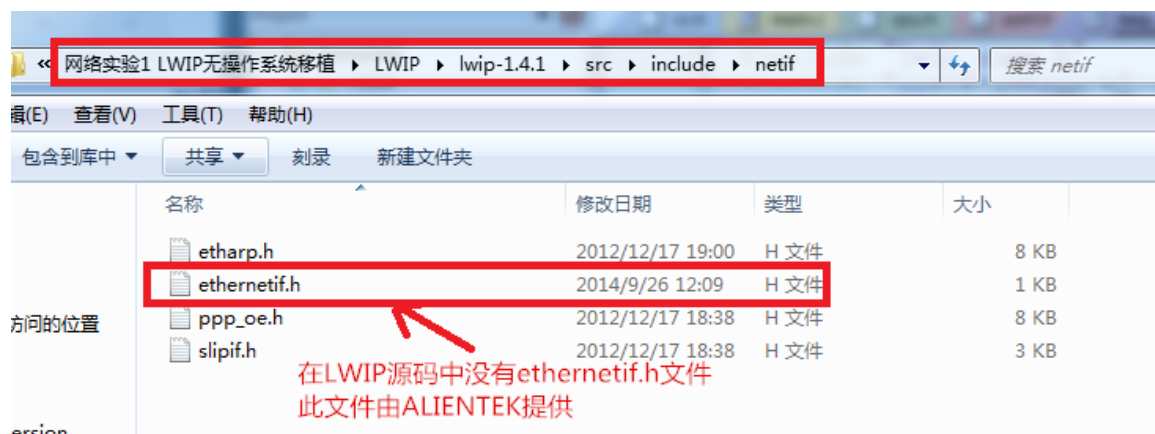 « 网络实验1 LWIP无操作系统移植 ▸ LWIP ▸ lwip-1.4.1 ▸ src ▸ include ▸ netif
搜索 netif
辑(E) 查看(V) 工具(T) 帮助(H)
包含到库中 共享 刻录 新建文件夹
名称 修改日期 类型 大小
etharp.h 2012/12/17 19:00 H 文件 8 KB
ethernetif.h 2014/9/26 12:09 H 文件 1 KB
访问的位置
ppp_oe.h 2012/12/17 18:38 H 文件 8 KB
slipif.h 2012/12/17 18:38 H 文件 3 KB
在LWIP源码中没有ethernetif.h文件
此文件由ALIENTEK提供
ersion